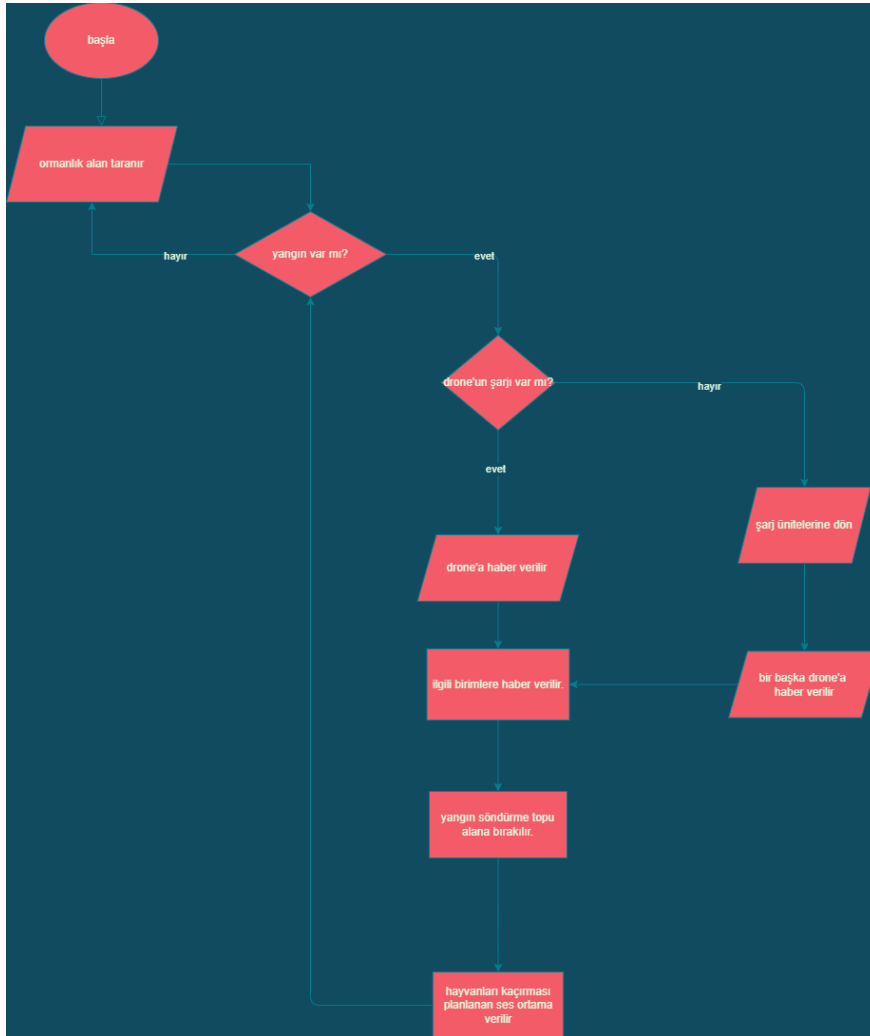 başla
ormanlık alan taranır
yangın var mı?
hayır
evet
drone'un şarjı var mı?
hayır
evet
şarj ünitelerine dön
drone'a haber verilir
ilgili birimlere haber verilir.
bir başka drone'a
haber verilir
yangın söndürme topu
alana bırakılır.
hayvanları kaçırması
planlanan ses ortama
verilir